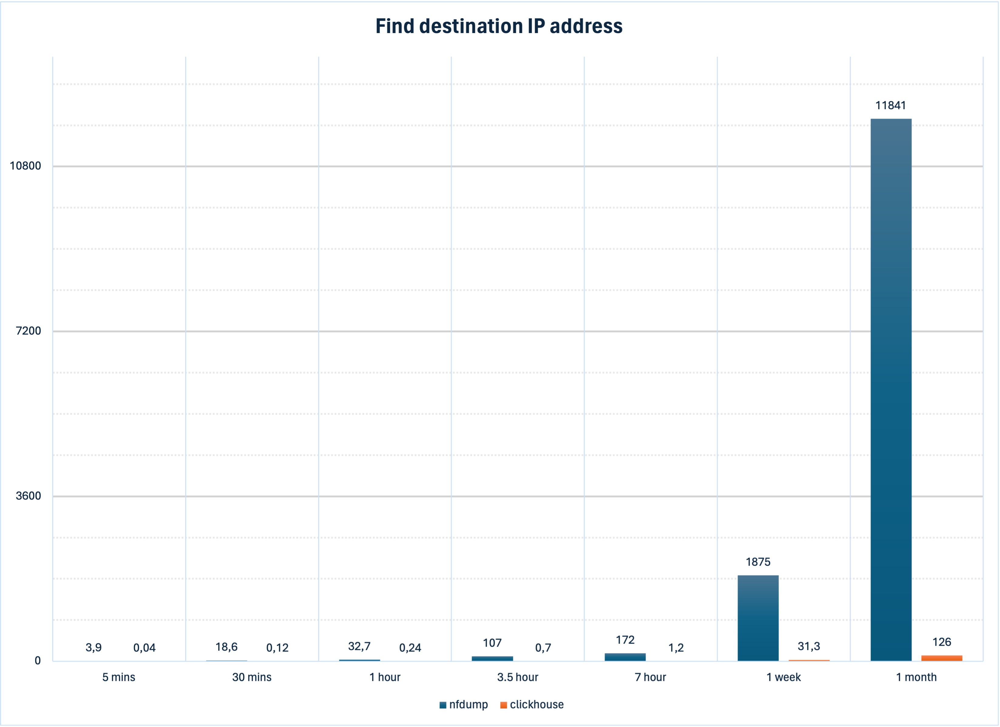 Find destination IP address
10800
7200
3600
0
11841
1875
3,9 0,04 18,6 0,12 32,7 0,24 107 0,7 172 1,2 31,3 126
5 mins 30 mins 1 hour 3.5 hour 7 hour 1 week 1 month
nfdump clickhouse